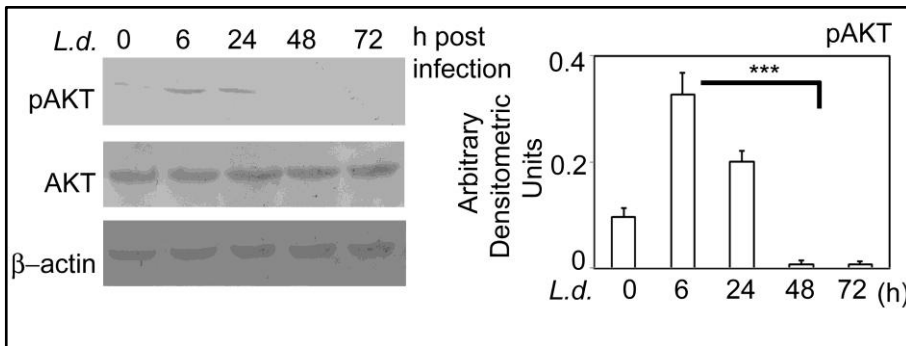 L.d. 0 6 24 48 72 h post
infection
pAKT
AKT
β–actin
pAKT
Arbitrary
Densitometric
Units
0.4
0.2
0
***
L.d. 0 6 24 48 72 (h)